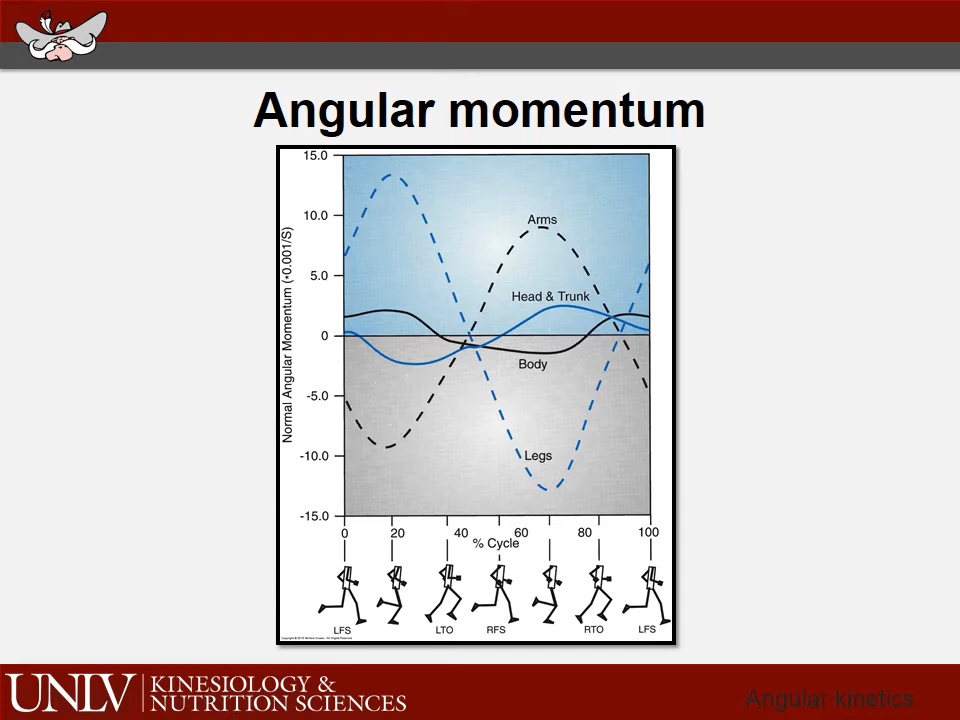 Angular momentum
15.0
10.0
5.0
0
-5.0
-10.0
-15.0
Normal Angular Momentum (•0.001/S)
Arms
Head & Trunk
Body
Legs
0 20 40 60 80 100
% Cycle
LFS LTO RFS RTO LFS
UNLV
KINESIOLOGY &
NUTRITION SCIENCES
Angular kinetics